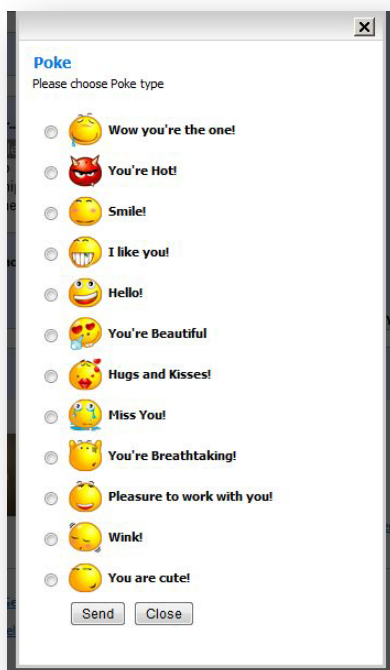 Poke
Please choose Poke type
Wow you're the one!
You're Hot!
Smile!
I like you!
Hello!
You're Beautiful
Hugs and Kisses!
Miss You!
You're Breathtaking!
Pleasure to work with you!
Wink!
You are cute!
Send Close